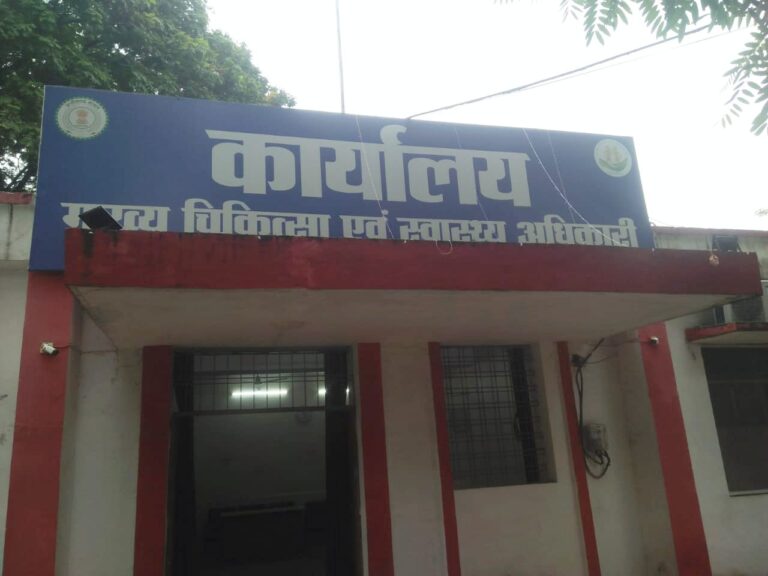 कार्यालय
मुख्य चिकित्सा एवं स्वास्थ्य अधिकारी